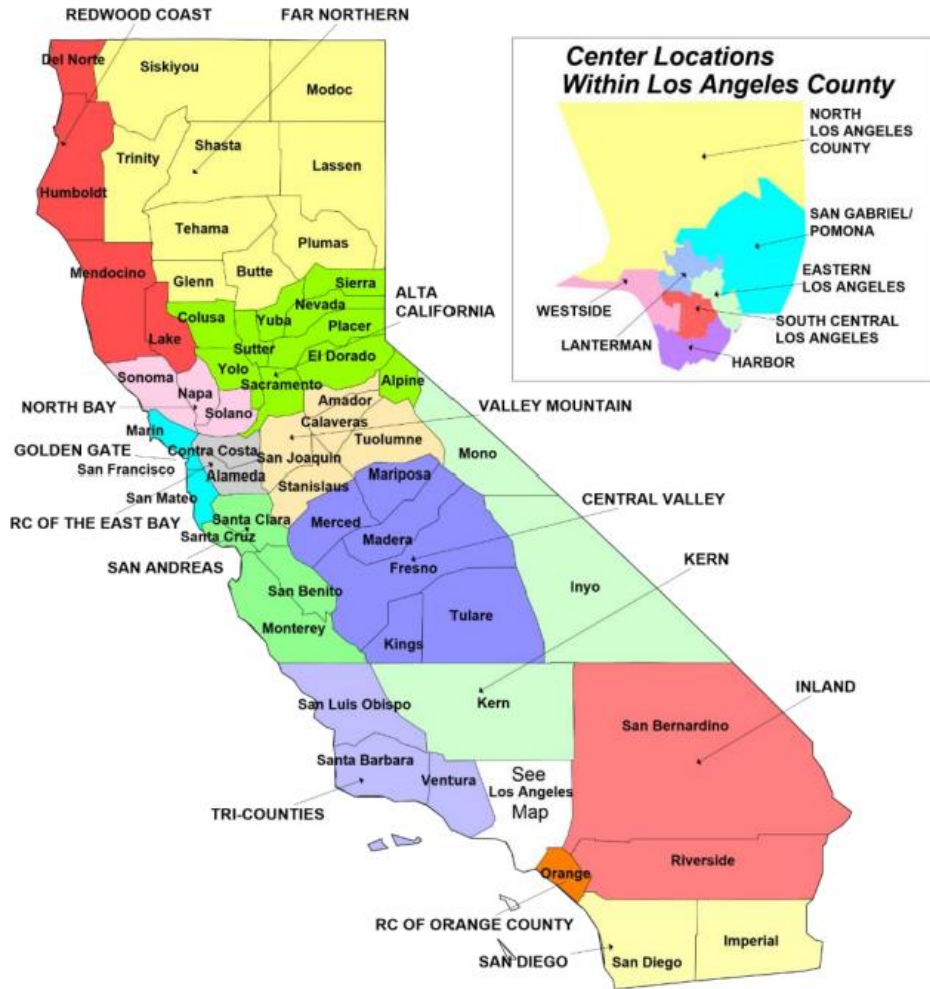 REDWOOD COAST
FAR NORTHERN
Del Norte
Siskiyou
Modoc
Shasta
Trinity
Lassen
Humboldt
Tehama
Plumas
Mendocino
Butte
Glenn
Sierra
Nevada
Colusa
Yuba
Placer
Lake
Sutter
El Dorado
Yolo
Sacramento
Alpine
Sonoma
Napa
Solano
Amador
Calaveras
Marin
Tuolumne
Contra Costa
San Joaquin
Mono
San Francisco
Alameda
Mariposa
Stanislaus
San Mateo
Merced
Santa Clara
Santa Cruz
Madera
Fresno
Inyo
San Benito
Tulare
Monterey
Kings
ALTA
CALIFORNIA
NORTH BAY
VALLEY MOUNTAIN
GOLDEN GATE
RC OF THE EAST BAY
CENTRAL VALLEY
SAN ANDREAS
KERN
INLAND
San Luis Obispo
Kern
San Bernardino
Santa Barbara
Ventura
See
Los Angeles
Map
TRI-COUNTIES
Orange
Riverside
RC OF ORANGE COUNTY
SAN DIEGO
San Diego
Imperial
Center Locations
Within Los Angeles County
NORTH
LOS ANGELES
COUNTY
SAN GABRIEL/
POMONA
EASTERN
LOS ANGELES
WESTSIDE
SOUTH CENTRAL
LOS ANGELES
LANTERMAN
HARBOR